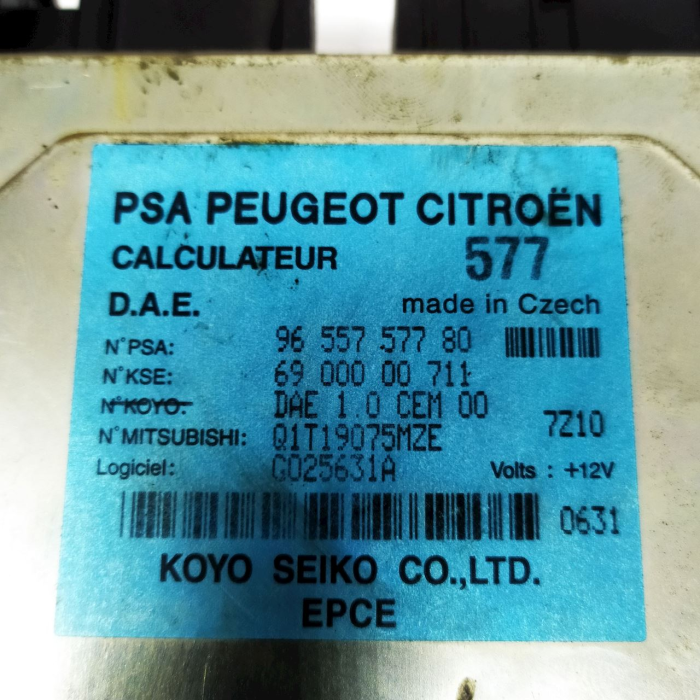 PSA PEUGEOT CITROËN
CALCULATEUR 577
D.A.E. made in Czech
N°PSA: 96 557 577 80
N°KSE: 69 000 00 711
N°KOYO: DAE 1.0 CEM 00
N°MITSUBISHI: Q1T19075MZE 7Z10
Logiciel: G025631A Volts : +12V
0631
KOYO SEIKO CO.,LTD.
EPCE